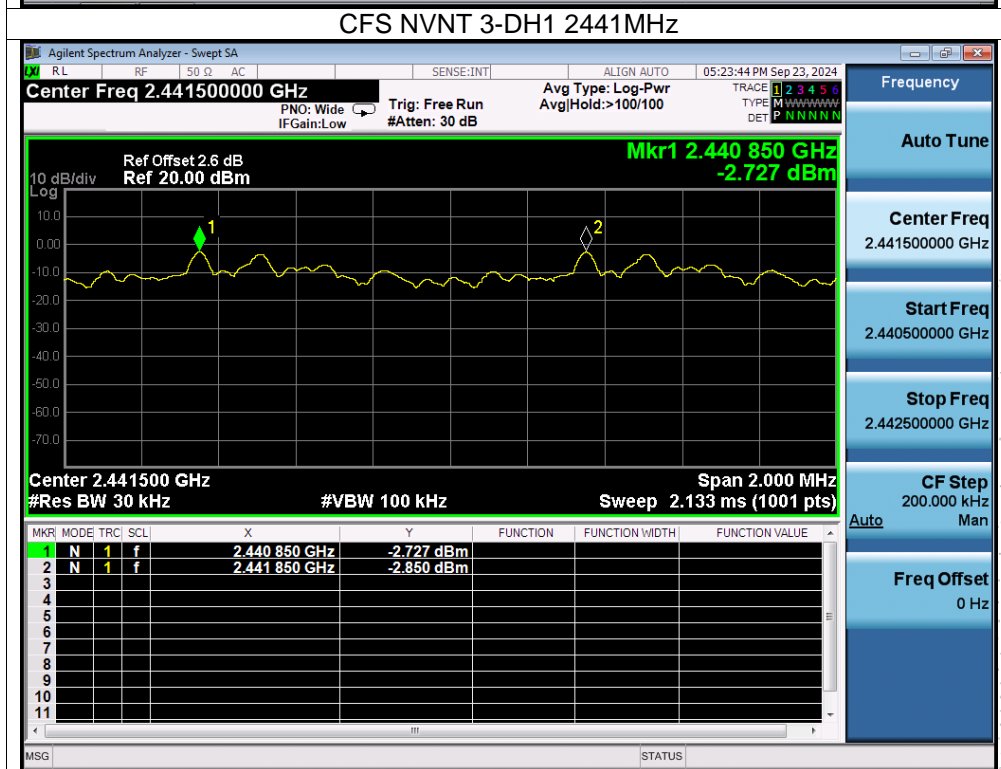 CFS NVNT 3-DH1 2441MHz
Agilent Spectrum Analyzer - Swept SA
LXI RL RF 50 Ω AC SENSE:INT ALIGN AUTO 05:23:44 PM Sep 23, 2024
Center Freq 2.441500000 GHz
PNO: Wide
IFGain:Low
Trig: Free Run
#Atten: 30 dB
Avg Type: Log-Pwr
Avg|Hold:>100/100
TRACE 1 2 3 4 5 6
TYPE M WWWWW
DET P N N N N N
Mkr1 2.440 850 GHz
-2.727 dBm
Ref Offset 2.6 dB
10 dB/div Ref 20.00 dBm
Log
10.0
0.00
-10.0
-20.0
-30.0
-40.0
-50.0
-60.0
-70.0
1
2
Center 2.441500 GHz Span 2.000 MHz
#Res BW 30 kHz #VBW 100 kHz Sweep 2.133 ms (1001 pts)
MKR MODE TRC SCL X Y FUNCTION FUNCTION WIDTH FUNCTION VALUE
1 N 1 f 2.440 850 GHz -2.727 dBm
2 N 1 f 2.441 850 GHz -2.850 dBm
3
4
5
6
7
8
9
10
11
MSG STATUS
Frequency
Auto Tune
Center Freq
2.441500000 GHz
Start Freq
2.440500000 GHz
Stop Freq
2.442500000 GHz
CF Step
200.000 kHz
Auto Man
Freq Offset
0 Hz